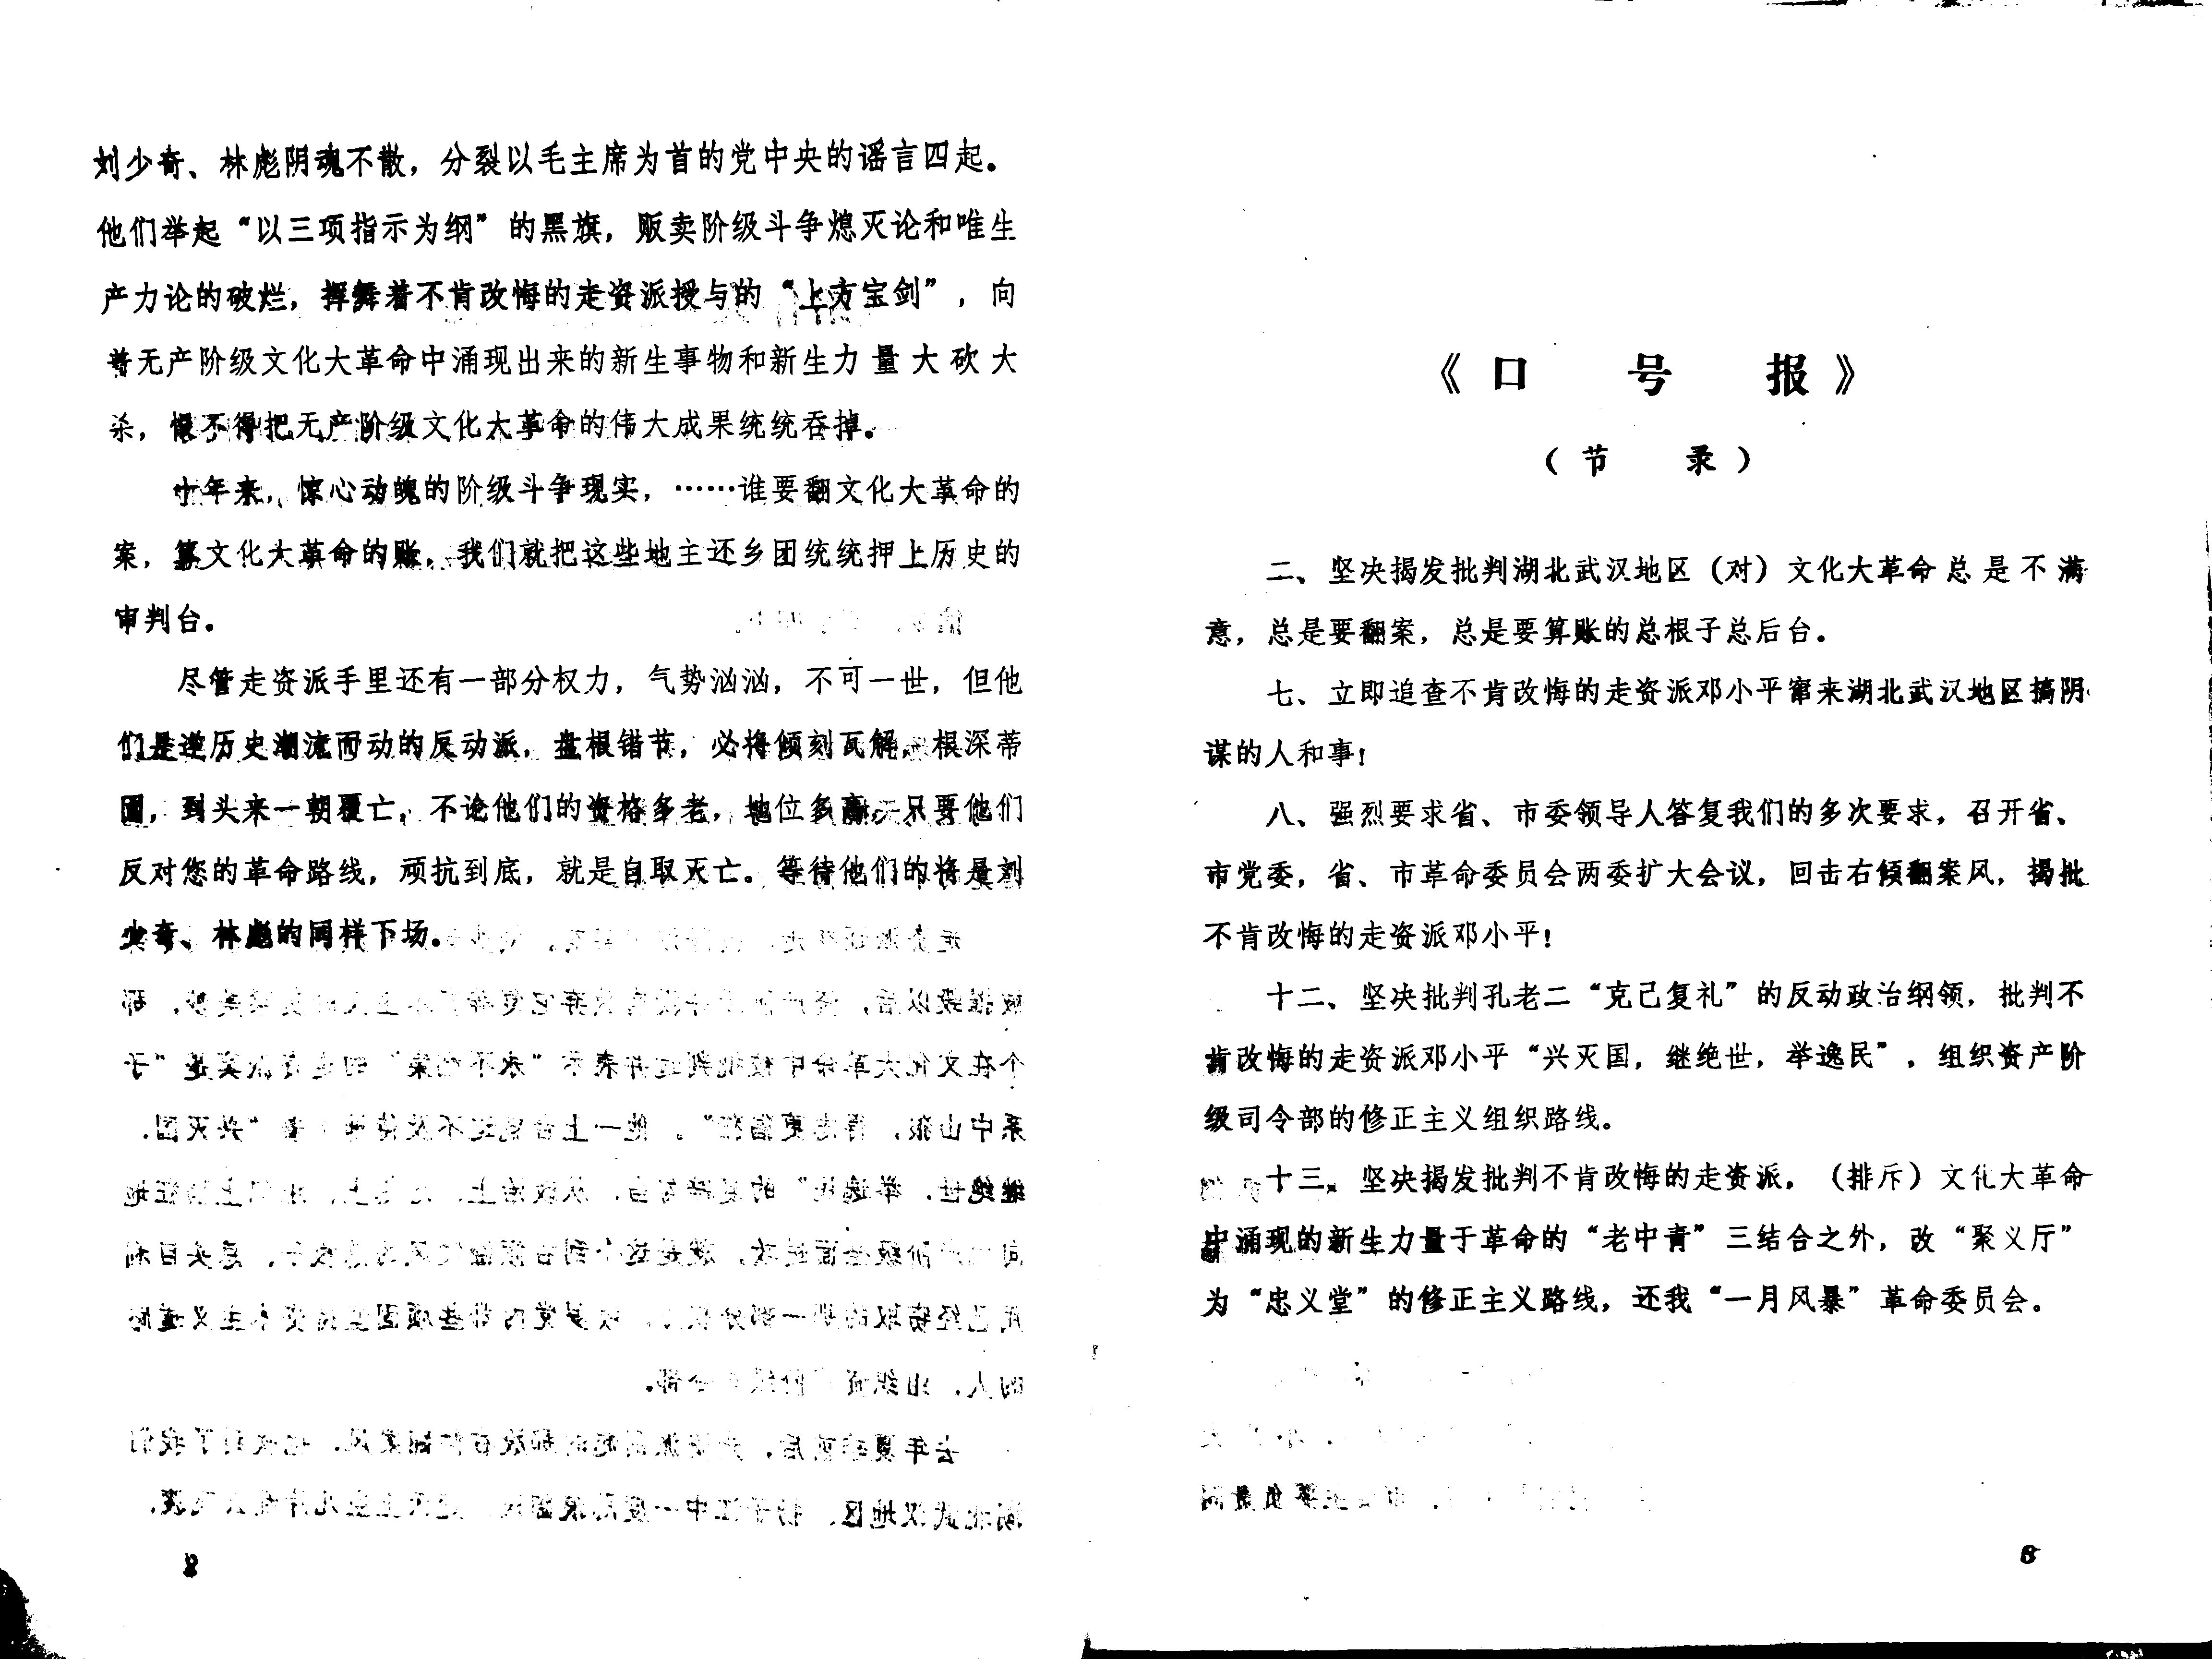 刘少奇、林彪阴魂不散，分裂以毛主席为首的党中央的谣言四起。
他们举起“以三项指示为纲”的黑旗，贩卖阶级斗争熄灭论和唯生
产力论的破烂，挥舞着不肯改悔的走资派授与的“上方宝剑”，向
着无产阶级文化大革命中涌现出来的新生事物和新生力量大砍大
杀，恨不得把无产阶级文化大革命的伟大成果统统吞掉。
十年来，惊心动魄的阶级斗争现实，……谁要翻文化大革命的
案，算文化大革命的账，我们就把这些地主还乡团统统押上历史的
审判台。
尽管走资派手里还有一部分权力，气势汹汹，不可一世，但他
们是逆历史潮流而动的反动派，盘根错节，必将倾刻瓦解，根深蒂
固，到头来一朝覆亡，不论他们的资格多老，地位多高，只要他们
反对您的革命路线，顽抗到底，就是自取灭亡。等待他们的将是刘
少奇、林彪的同样下场。
《口号报》
（节录）
二、坚决揭发批判湖北武汉地区（对）文化大革命总是不满
意，总是要翻案，总是要算账的总根子总后台。
七、立即追查不肯改悔的走资派邓小平窜来湖北武汉地区搞阴
谋的人和事！
八、强烈要求省、市委领导人答复我们的多次要求，召开省、
市党委，省、市革命委员会两委扩大会议，回击右倾翻案风，揭批
不肯改悔的走资派邓小平！
十二、坚决批判孔老二“克己复礼”的反动政治纲领，批判不
肯改悔的走资派邓小平“兴灭国，继绝世，举逸民”，组织资产阶
级司令部的修正主义组织路线。
十三、坚决揭发批判不肯改悔的走资派，（排斥）文化大革命
中涌现的新生力量于革命的“老中青”三结合之外，改“聚义厅”
为“忠义堂”的修正主义路线，还我“一月风暴”革命委员会。